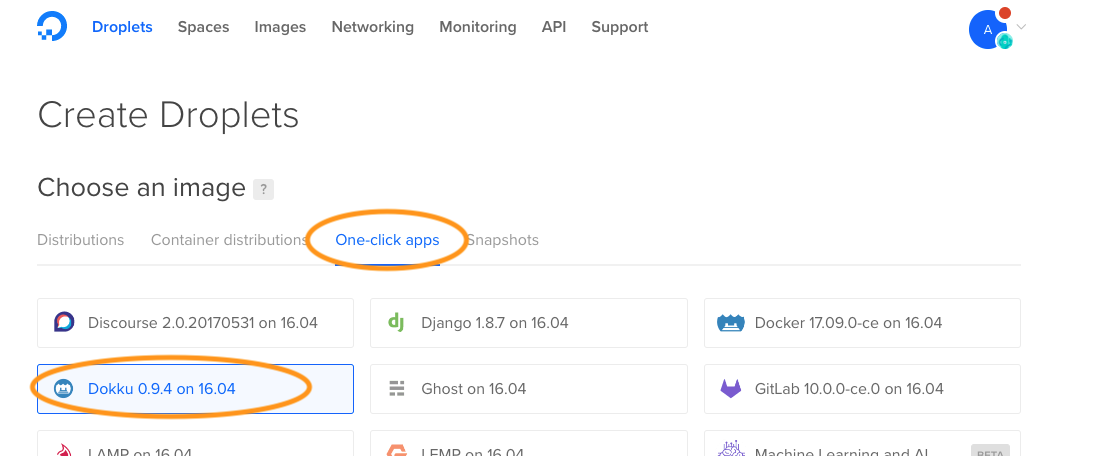 Droplets Spaces Images Networking Monitoring API Support A
Create Droplets
Choose an image ?
Distributions Container distributions One-click apps Snapshots
Discourse 2.0.20170531 on 16.04 Django 1.8.7 on 16.04 Docker 17.09.0-ce on 16.04
Dokku 0.9.4 on 16.04 Ghost on 16.04 GitLab 10.0.0-ce.0 on 16.04
LAMP on 16.04 LEMP on 16.04 Machine Learning and AI BETA